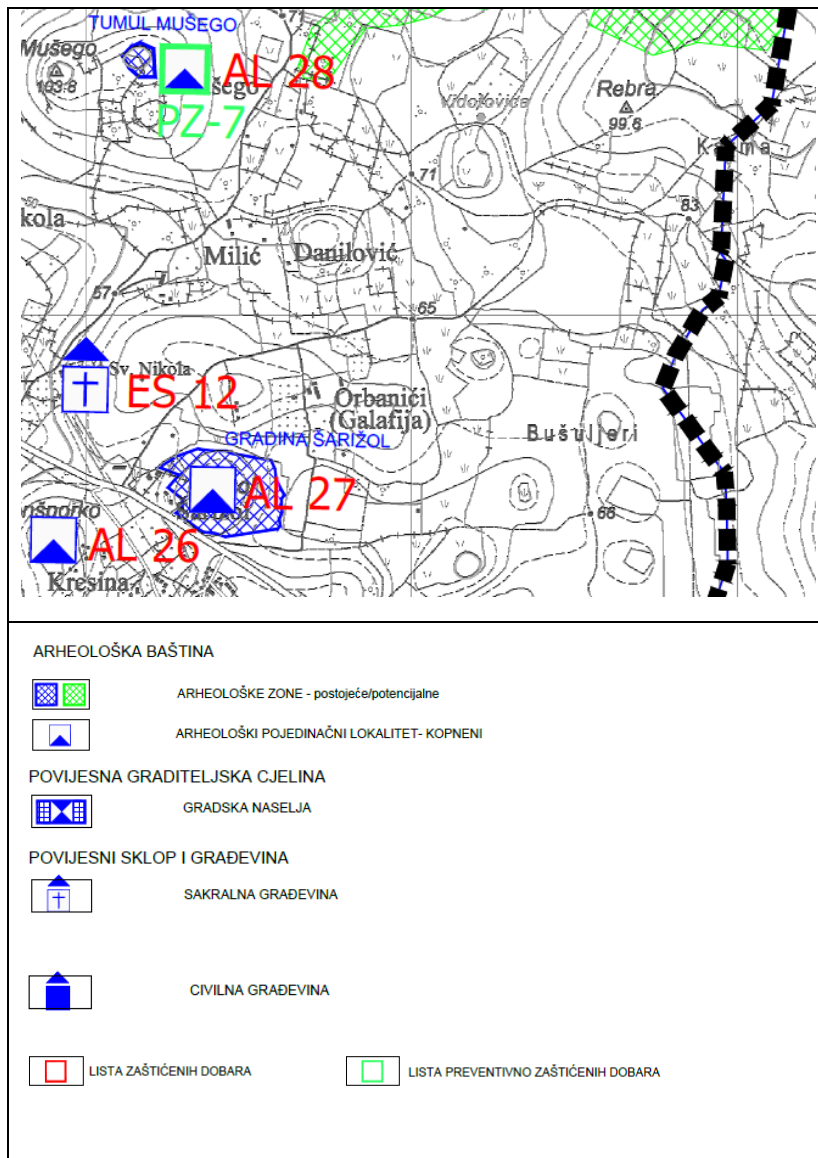 71
TUMUL MUŠEGO
Mušego
193.8
AL 28
PZ-7
Vidotovića
Rebra
99.6
71
83
kola
Milić
Danilović
57
65
Sv. Nikola
ES 12
Orbanići
(Galafija)
GRADINA ŠARIŽOL
Bušuljeri
AL 27
68
AL 26
Kresina
ARHEOLOŠKA BAŠTINA
ARHEOLOŠKE ZONE - postojeće/potencijalne
ARHEOLOŠKI POJEDINAČNI LOKALITET- KOPNENI
POVIJESNA GRADITELJSKA CJELINA
GRADSKA NASELJA
POVIJESNI SKLOP I GRAĐEVINA
SAKRALNA GRAĐEVINA
CIVILNA GRAĐEVINA
LISTA ZAŠTIĆENIH DOBARA
LISTA PREVENTIVNO ZAŠTIĆENIH DOBARA